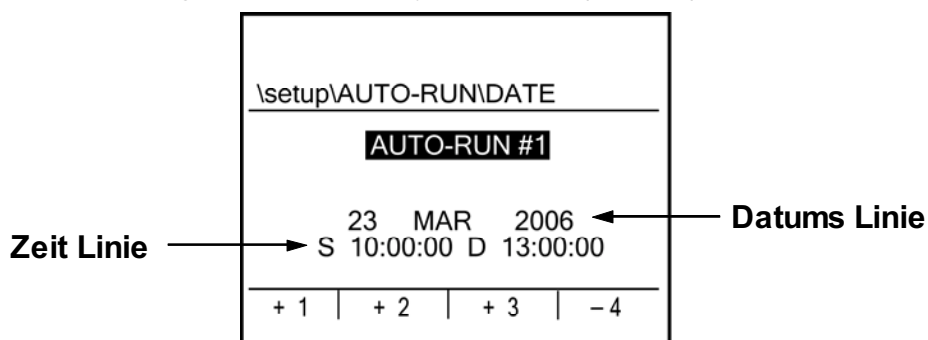 \setup\AUTO-RUN\DATE
AUTO-RUN #1
23 MAR 2006
Datums Linie
Zeit Linie
S 10:00:00 D 13:00:00
+ 1 + 2 + 3 – 4